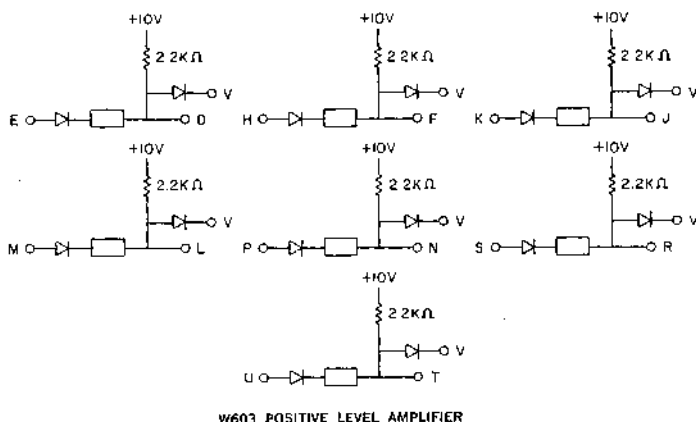 +10V +10V +10V
2.2KΩ 2.2KΩ 2.2KΩ
V V V
E D H F K J
+10V +10V +10V
2.2KΩ 2.2KΩ 2.2KΩ
V V V
M L P N S R
+10V
2.2KΩ
V
U T
W603 POSITIVE LEVEL AMPLIFIER